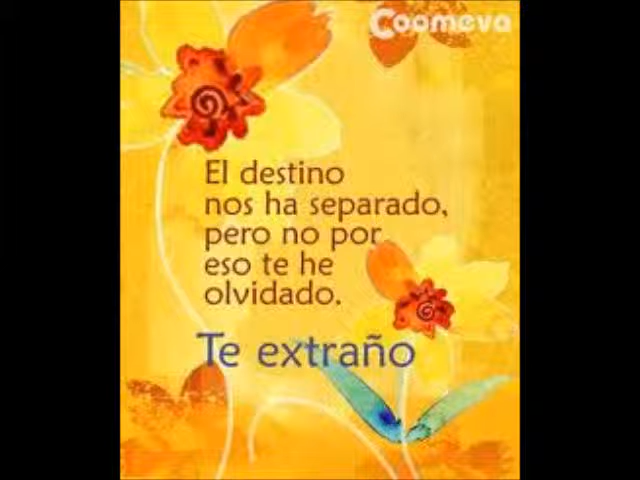 Coomeva
El destino
nos ha separado,
pero no por
eso te he
olvidado.
Te extraño